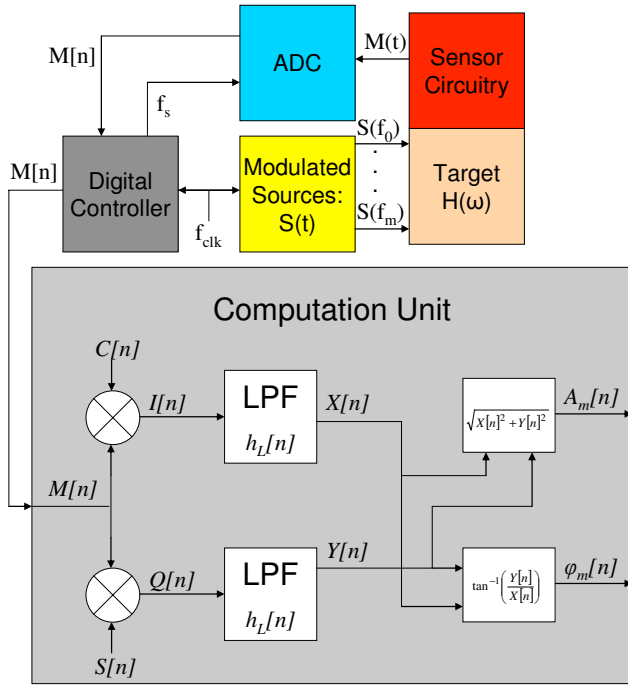 M[n]
ADC
M(t)
Sensor
Circuitry
f_s
M[n]
Digital
Controller
f_clk
Modulated
Sources:
S(t)
S(f_0)
.
.
.
S(f_m)
Target
H(ω)
Computation Unit
C[n]
I[n]
LPF
h_L[n]
X[n]
√X[n]²+Y[n]²
A_m[n]
M[n]
Q[n]
LPF
h_L[n]
Y[n]
tan⁻¹(Y[n]/X[n])
φ_m[n]
S[n]